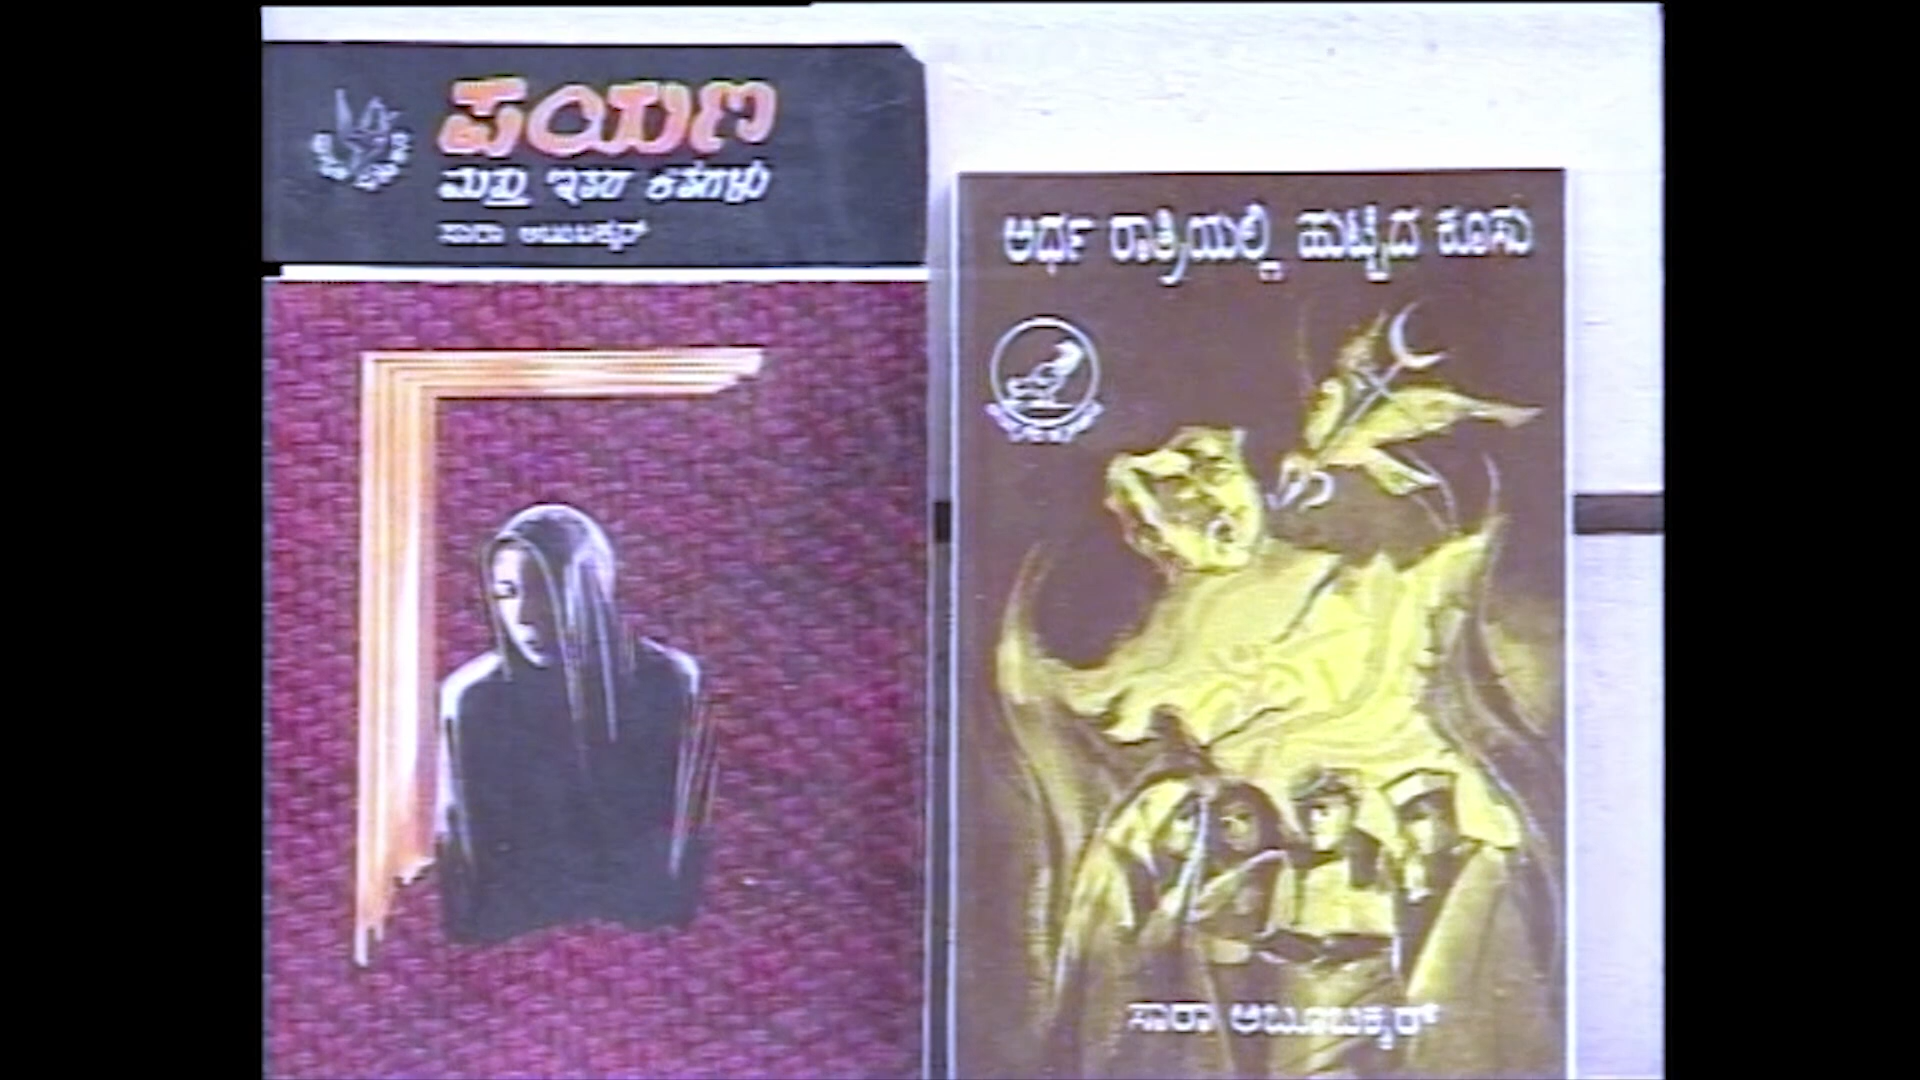 ಪಯಣ
ಮತ್ತು ಇತರ ಕತೆಗಳು
ಸಾರಾ ಅಬೂಬಕ್ಕರ್
ಅರ್ಧ ರಾತ್ರಿಯಲ್ಲಿ ಹುಟ್ಟಿದ ಕೂಸು
ಸಾರಾ ಅಬೂಬಕ್ಕರ್